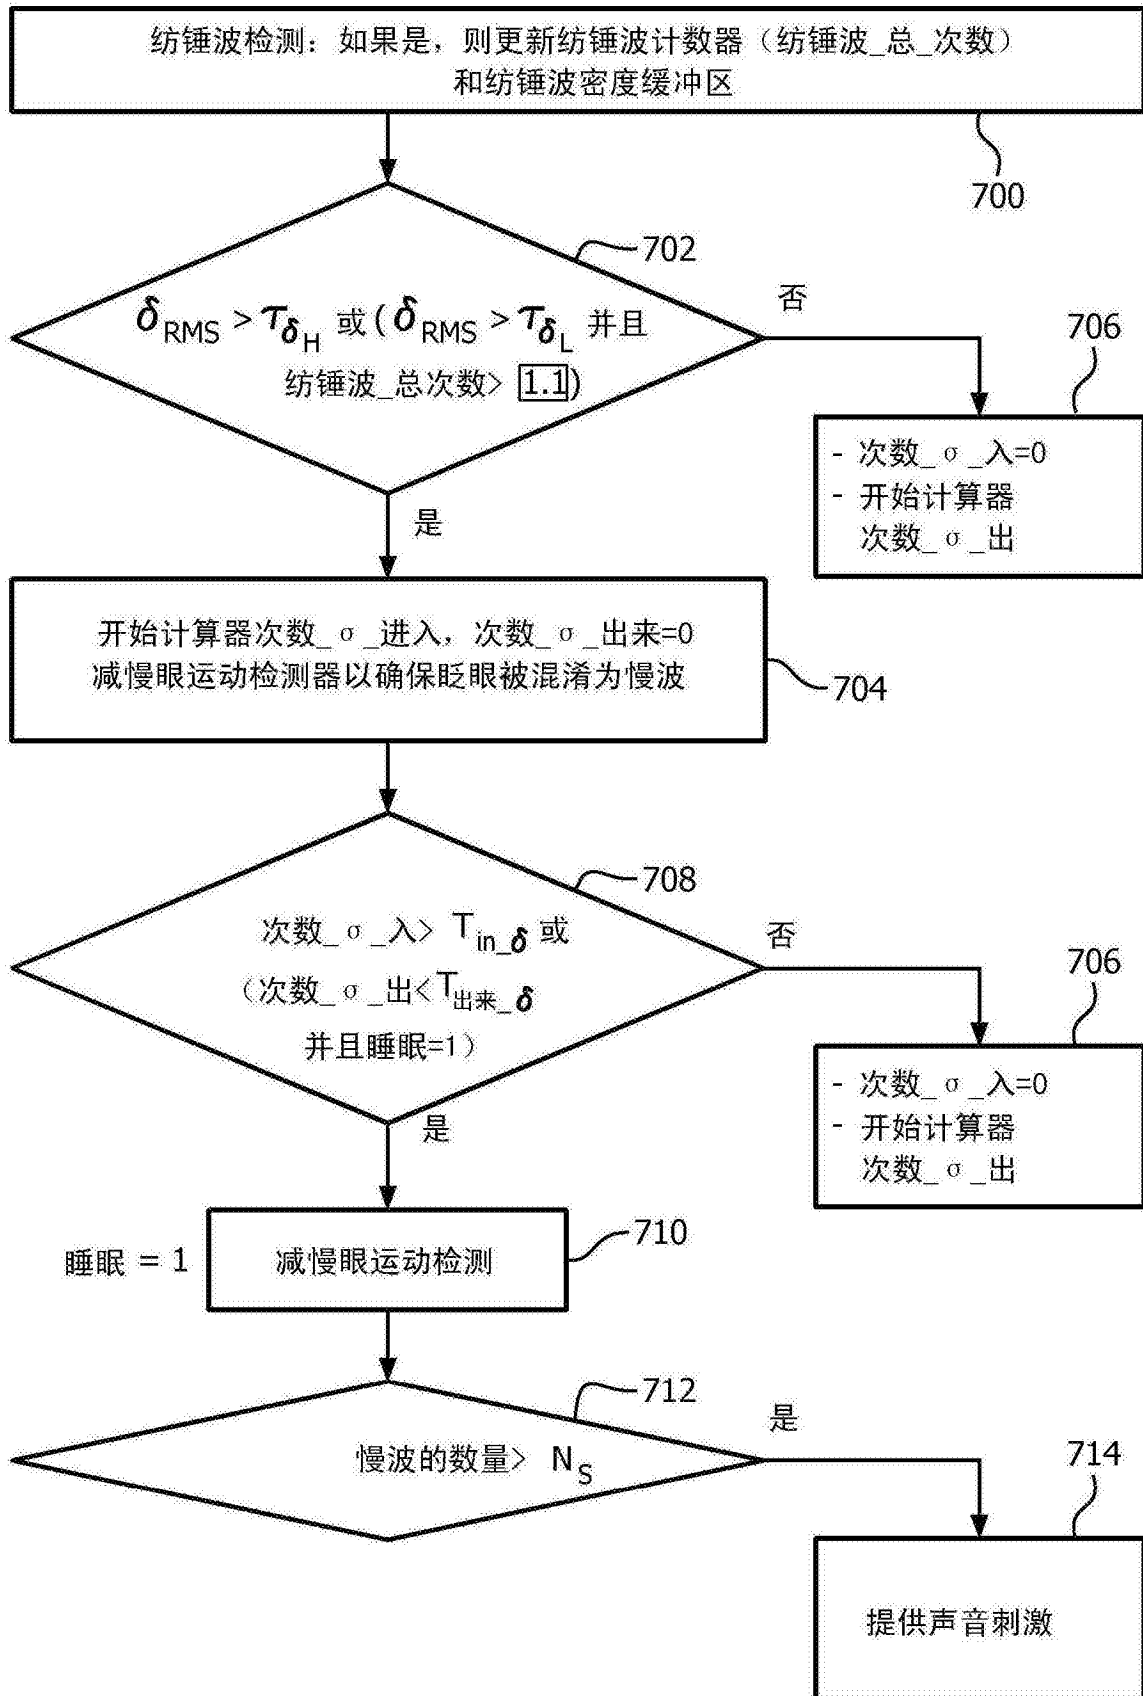 纺锤波检测：如果是，则更新纺锤波计数器（纺锤波_总_次数）
和纺锤波密度缓冲区
700
702
δRMS > τδH 或 ( δRMS > τδL 并且
纺锤波_总次数> 1.1)
否
706
- 次数_σ_入=0
- 开始计算器
次数_σ_出
是
开始计算器次数_σ_进入，次数_σ_出来=0
减慢眼运动检测器以确保眨眼被混淆为慢波
704
708
次数_σ_入> Tin_δ 或
（次数_σ_出<T出来_δ
并且睡眠=1）
否
706
- 次数_σ_入=0
- 开始计算器
次数_σ_出
是
710
睡眠 = 1
减慢眼运动检测
712
慢波的数量> NS
是
714
提供声音刺激